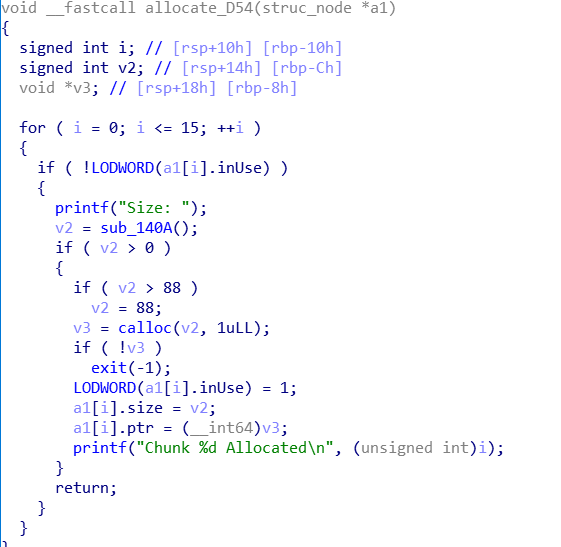 void __fastcall allocate_D54(struc_node *a1)
{
  signed int i; // [rsp+10h] [rbp-10h]
  signed int v2; // [rsp+14h] [rbp-Ch]
  void *v3; // [rsp+18h] [rbp-8h]

  for ( i = 0; i <= 15; ++i )
  {
    if ( !LODWORD(a1[i].inUse) )
    {
      printf("Size: ");
      v2 = sub_140A();
      if ( v2 > 0 )
      {
        if ( v2 > 88 )
          v2 = 88;
        v3 = calloc(v2, 1uLL);
        if ( !v3 )
          exit(-1);
        LODWORD(a1[i].inUse) = 1;
        a1[i].size = v2;
        a1[i].ptr = (__int64)v3;
        printf("Chunk %d Allocated\n", (unsigned int)i);
      }
      return;
    }
  }
}